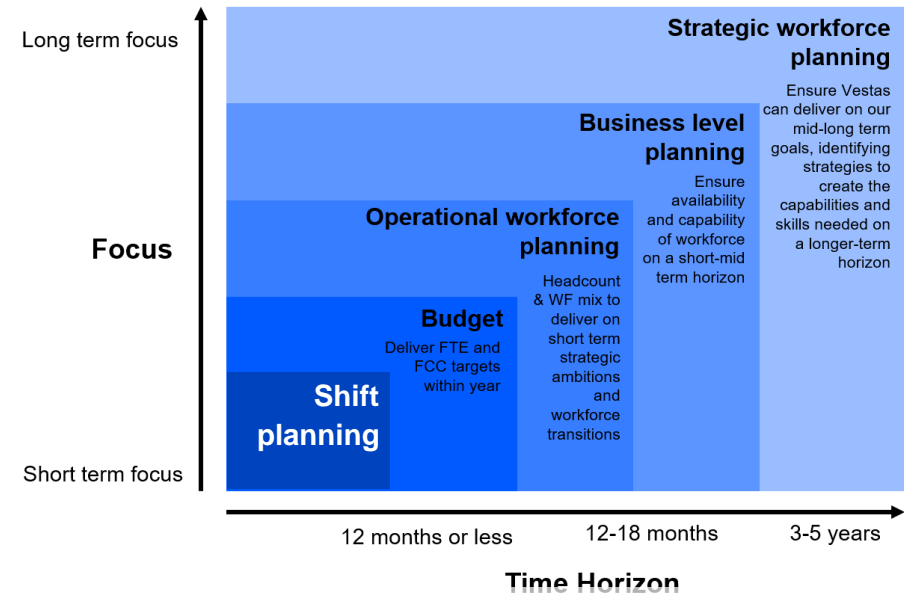 Long term focus
Strategic workforce
planning
Ensure Vestas
can deliver on our
mid-long term
goals, identifying
strategies to
create the
capabilities and
skills needed on
a longer-term
horizon
Business level
planning
Ensure
availability
and capability
of workforce
on a short-mid
term horizon
Operational workforce
planning
Headcount
& WF mix to
deliver on
short term
strategic
ambitions
and
workforce
transitions
Focus
Budget
Deliver FTE and
FCC targets
within year
Shift
planning
Short term focus
12 months or less
12-18 months
3-5 years
Time Horizon